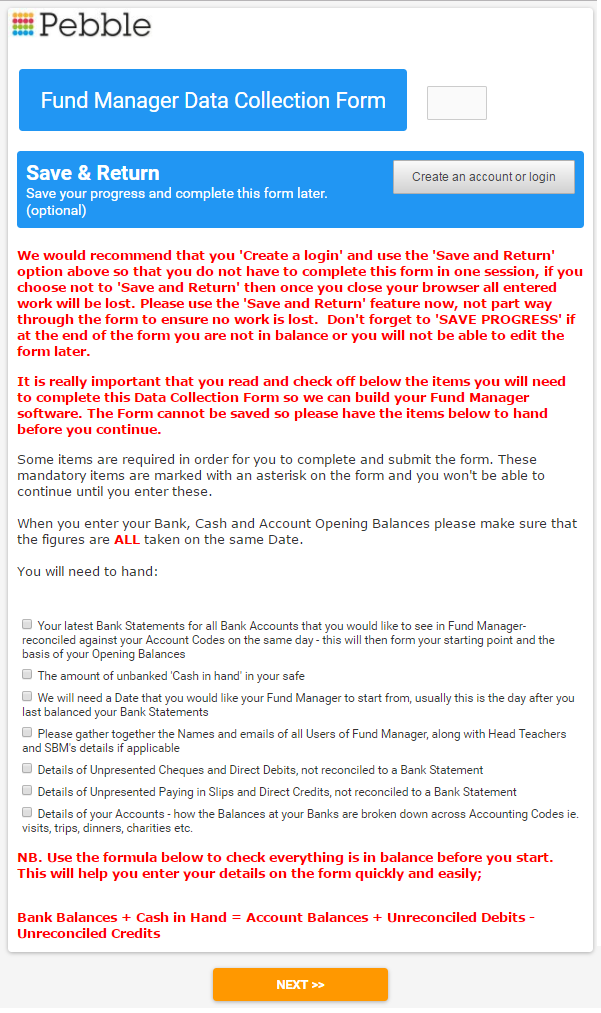 Pebble
Fund Manager Data Collection Form
Save & Return
Save your progress and complete this form later.
(optional)
Create an account or login
We would recommend that you 'Create a login' and use the 'Save and Return'
option above so that you do not have to complete this form in one session, if you
choose not to 'Save and Return' then once you close your browser all entered
work will be lost. Please use the 'Save and Return' feature now, not part way
through the form to ensure no work is lost.  Don't forget to 'SAVE PROGRESS' if
at the end of the form you are not in balance or you will not be able to edit the
form later.
It is really important that you read and check off below the items you will need
to complete this Data Collection Form so we can build your Fund Manager
software. The Form cannot be saved so please have the items below to hand
before you continue.
Some items are required in order for you to complete and submit the form. These
mandatory items are marked with an asterisk on the form and you won't be able to
continue until you enter these.
When you enter your Bank, Cash and Account Opening Balances please make sure that
the figures are ALL taken on the same Date.
You will need to hand:
Your latest Bank Statements for all Bank Accounts that you would like to see in Fund Manager-
reconciled against your Account Codes on the same day - this will then form your starting point and the
basis of your Opening Balances
The amount of unbanked 'Cash in hand' in your safe
We will need a Date that you would like your Fund Manager to start from, usually this is the day after you
last balanced your Bank Statements
Please gather together the Names and emails of all Users of Fund Manager, along with Head Teachers
and SBM's details if applicable
Details of Unpresented Cheques and Direct Debits, not reconciled to a Bank Statement
Details of Unpresented Paying in Slips and Direct Credits, not reconciled to a Bank Statement
Details of your Accounts - how the Balances at your Banks are broken down across Accounting Codes ie.
visits, trips, dinners, charities etc.
NB. Use the formula below to check everything is in balance before you start.
This will help you enter your details on the form quickly and easily;
Bank Balances + Cash in Hand = Account Balances + Unreconciled Debits -
Unreconciled Credits
NEXT >>